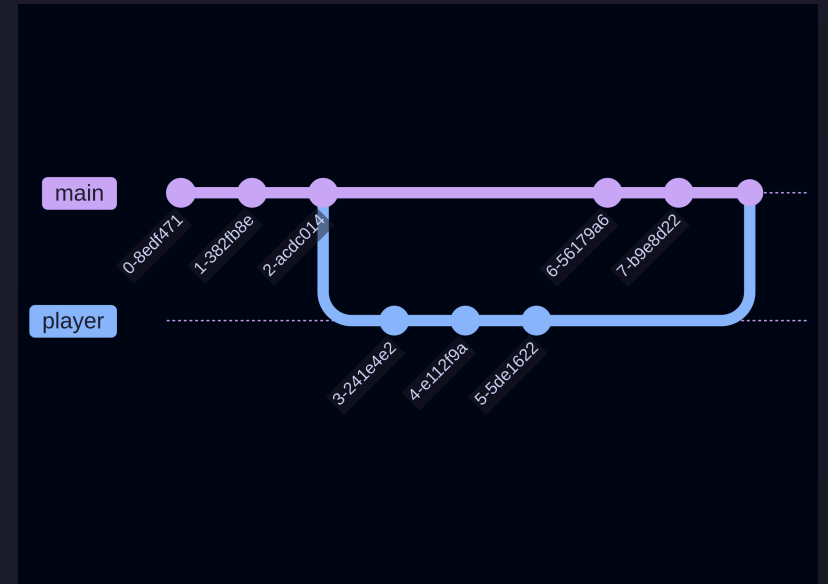 main
0-8edf471
1-382fb8e
2-acdc014
6-56179a6
7-b9e8d22
player
3-241e4e2
4-e112f9a
5-5de1622